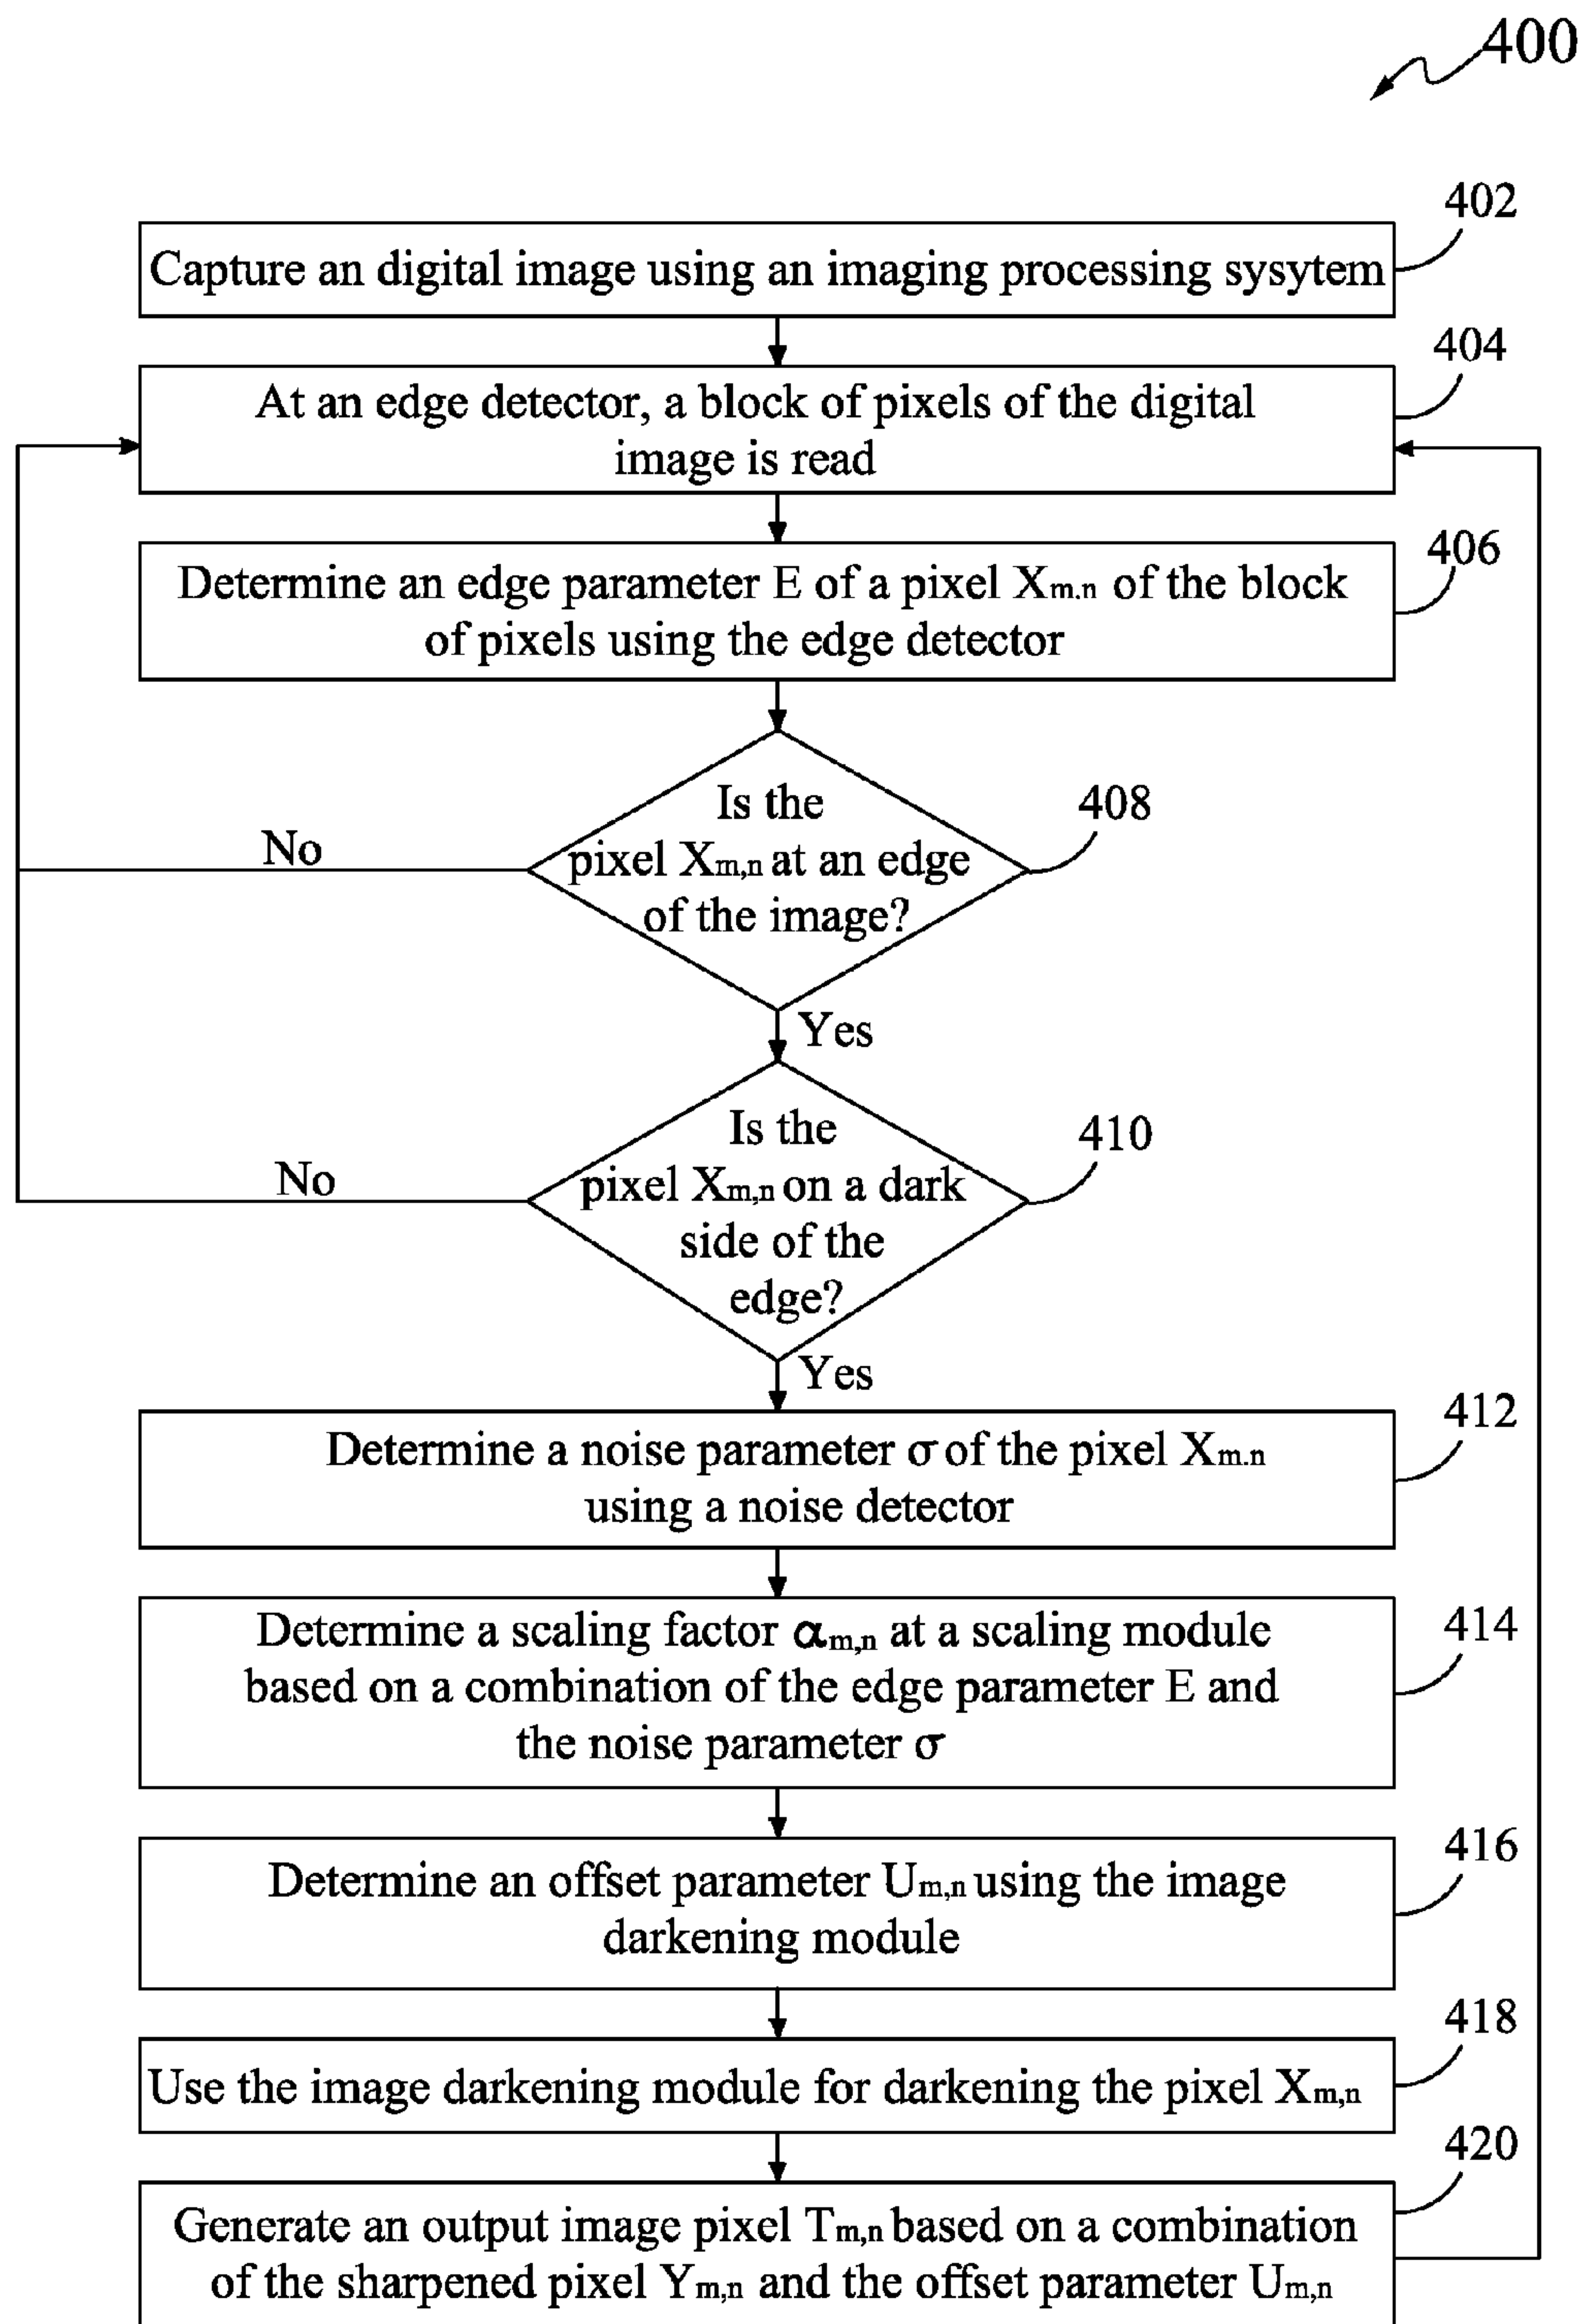 400
402
Capture an digital image using an imaging processing sysytem
404
At an edge detector, a block of pixels of the digital
image is read
406
Determine an edge parameter E of a pixel Xm.n of the block
of pixels using the edge detector
408
Is the
pixel Xm,n at an edge
of the image?
No
Yes
410
Is the
pixel Xm,n on a dark
side of the
edge?
No
Yes
412
Determine a noise parameter σ of the pixel Xm.n
using a noise detector
414
Determine a scaling factor αm,n at a scaling module
based on a combination of the edge parameter E and
the noise parameter σ
416
Determine an offset parameter Um,n using the image
darkening module
418
Use the image darkening module for darkening the pixel Xm,n
420
Generate an output image pixel Tm,n based on a combination
of the sharpened pixel Ym,n and the offset parameter Um,n